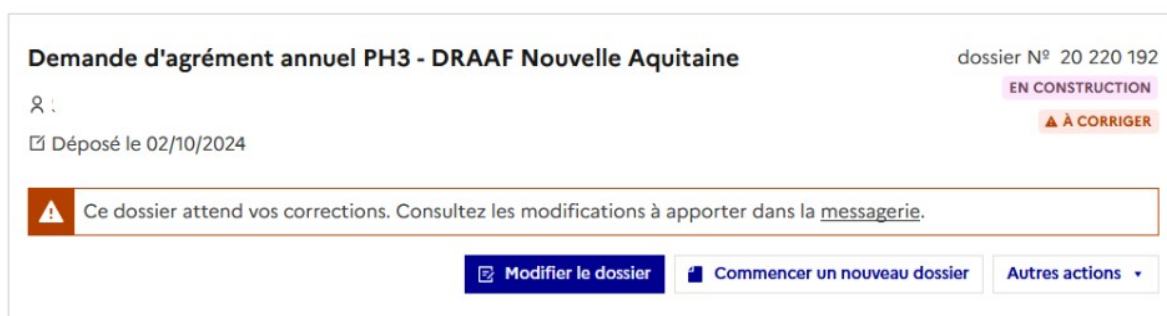 Demande d'agrément annuel PH3 - DRAAF Nouvelle Aquitaine
dossier Nº 20 220 192
EN CONSTRUCTION
À CORRIGER
Déposé le 02/10/2024
Ce dossier attend vos corrections. Consultez les modifications à apporter dans la messagerie.
Modifier le dossier
Commencer un nouveau dossier
Autres actions